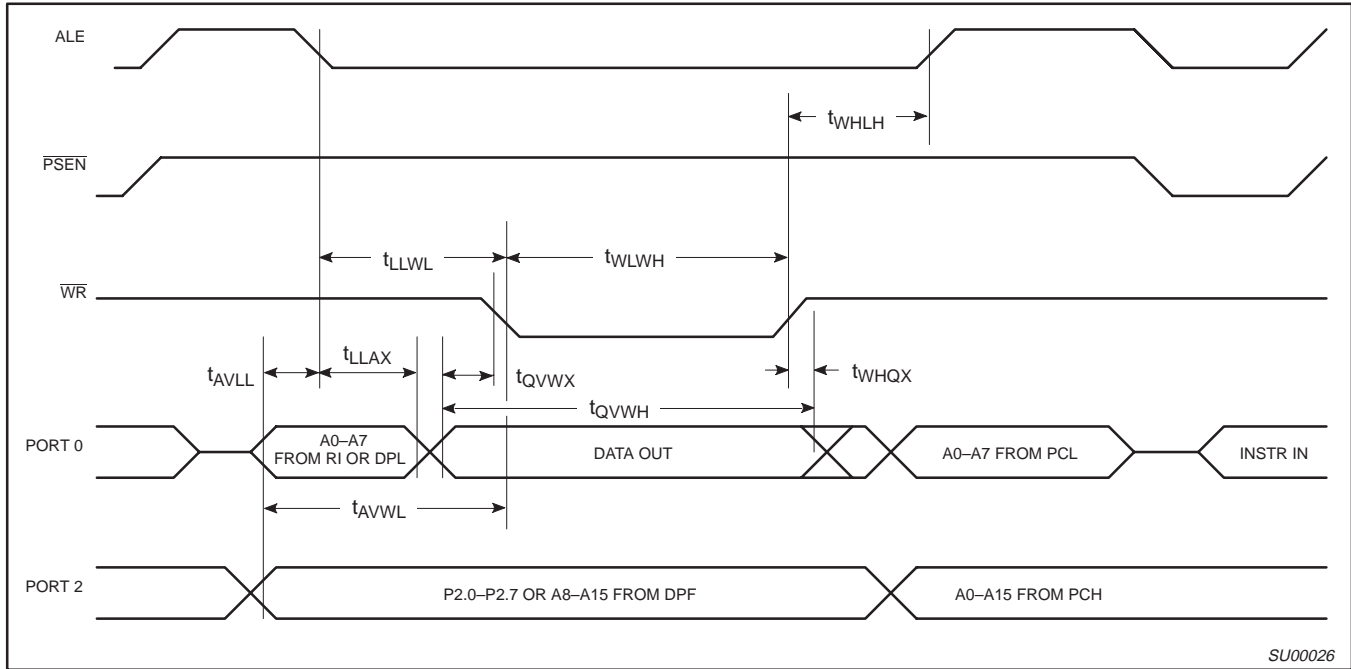 ALE
tWHLH
PSEN
tLLWL
tWLWH
WR
tAVLL
tLLAX
tQVWX
tWHQX
tQVWH
PORT 0
A0–A7
FROM RI OR DPL
DATA OUT
A0–A7 FROM PCL
INSTR IN
tAVWL
PORT 2
P2.0–P2.7 OR A8–A15 FROM DPF
A0–A15 FROM PCH
SU00026